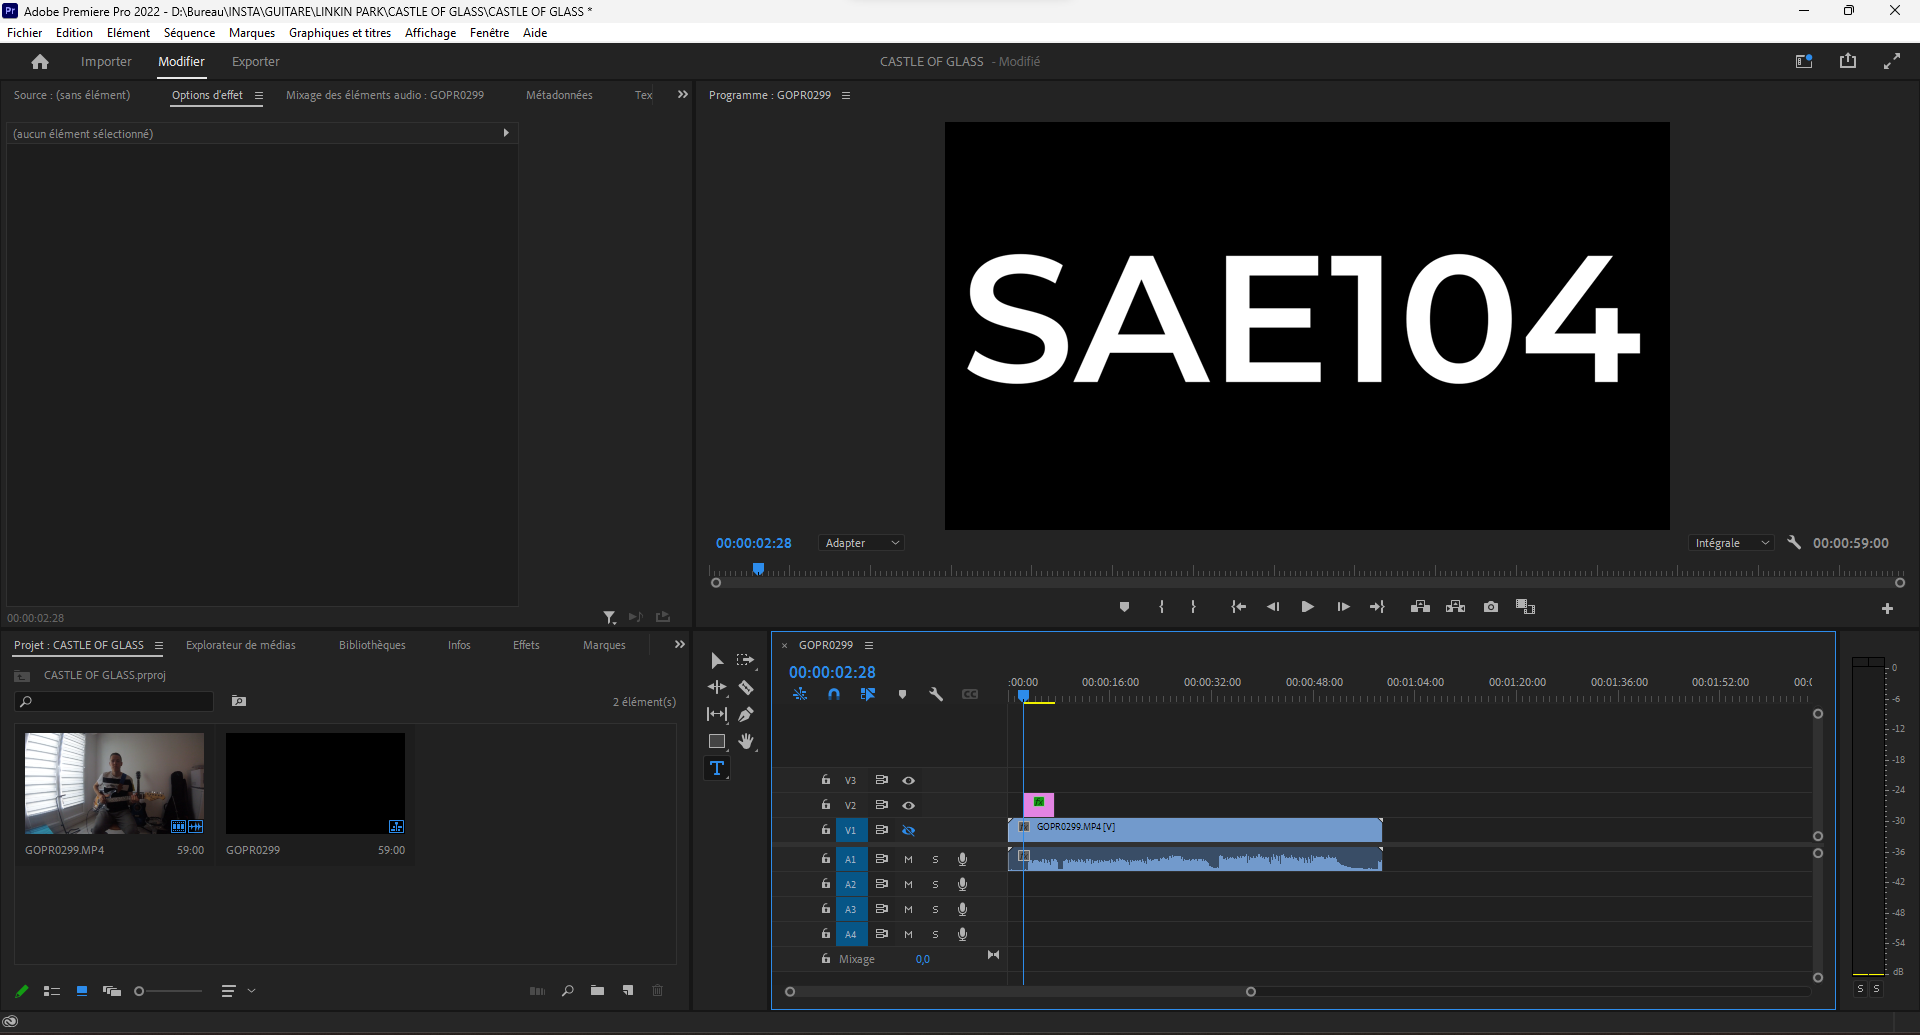 Adobe Premiere Pro 2022 - D:\Bureau\INSTA\GUITARE\LINKIN PARK\CASTLE OF GLASS\CASTLE OF GLASS *
Fichier Edition Elément Séquence Marques Graphiques et titres Affichage Fenêtre Aide
Importer Modifier Exporter
CASTLE OF GLASS - Modifié
Source : (sans élément) Options d'effet Mixage des éléments audio : GOPR0299 Métadonnées Tex
(aucun élément sélectionné)
00:00:02:28
Programme : GOPR0299
SAE104
00:00:02:28 Adapter Intégrale 00:00:59:00
Projet : CASTLE OF GLASS Explorateur de médias Bibliothèques Infos Effets Marques
CASTLE OF GLASS.prproj
2 élément(s)
GOPR0299.MP4 59:00
GOPR0299 59:00
T
GOPR0299
00:00:02:28
:00:00 00:00:16:00 00:00:32:00 00:00:48:00 00:01:04:00 00:01:20:00 00:01:36:00 00:01:52:00 00:0
V3
V2 fx
V1 fx GOPR0299.MP4 [V]
A1 M S
A2 M S
A3 M S
A4 M S
Mixage 0,0
0
-6
-12
-18
-24
-30
-36
-42
-48
-54
dB
S S